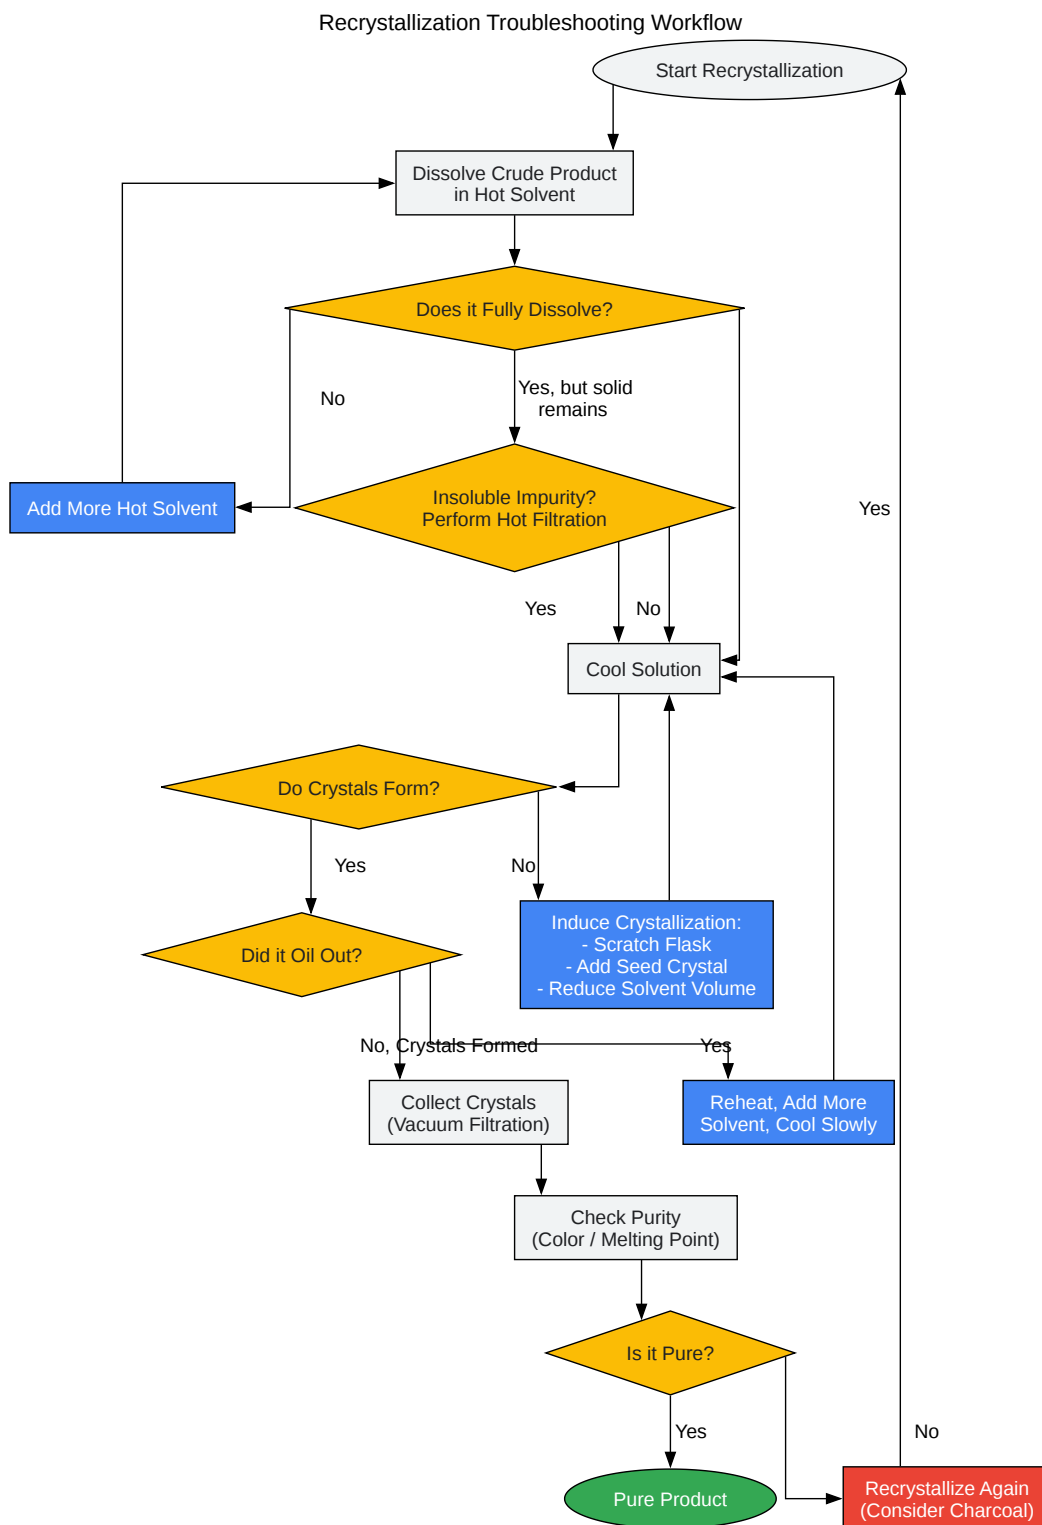 Recrystallization Troubleshooting Workflow
Start Recrystallization
Dissolve Crude Product
in Hot Solvent
Does it Fully Dissolve?
No
Yes, but solid
remains
Add More Hot Solvent
Insoluble Impurity?
Perform Hot Filtration
Yes
Yes
No
Cool Solution
Do Crystals Form?
Yes
No
Induce Crystallization:
- Scratch Flask
- Add Seed Crystal
- Reduce Solvent Volume
Did it Oil Out?
No, Crystals Formed
Yes
Collect Crystals
(Vacuum Filtration)
Reheat, Add More
Solvent, Cool Slowly
Check Purity
(Color / Melting Point)
Is it Pure?
Yes
No
Pure Product
Recrystallize Again
(Consider Charcoal)